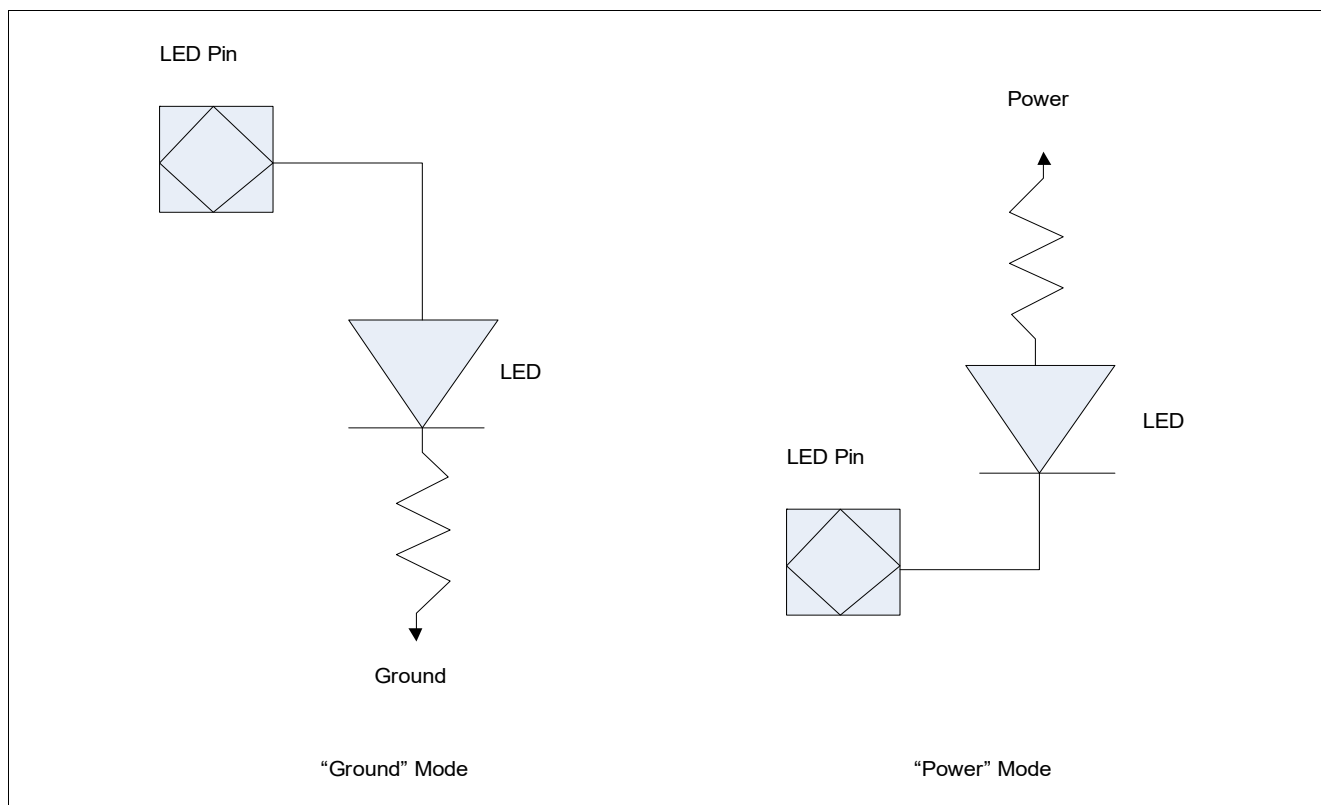 LED Pin
LED
Ground
“Ground” Mode
Power
LED
LED Pin
“Power” Mode